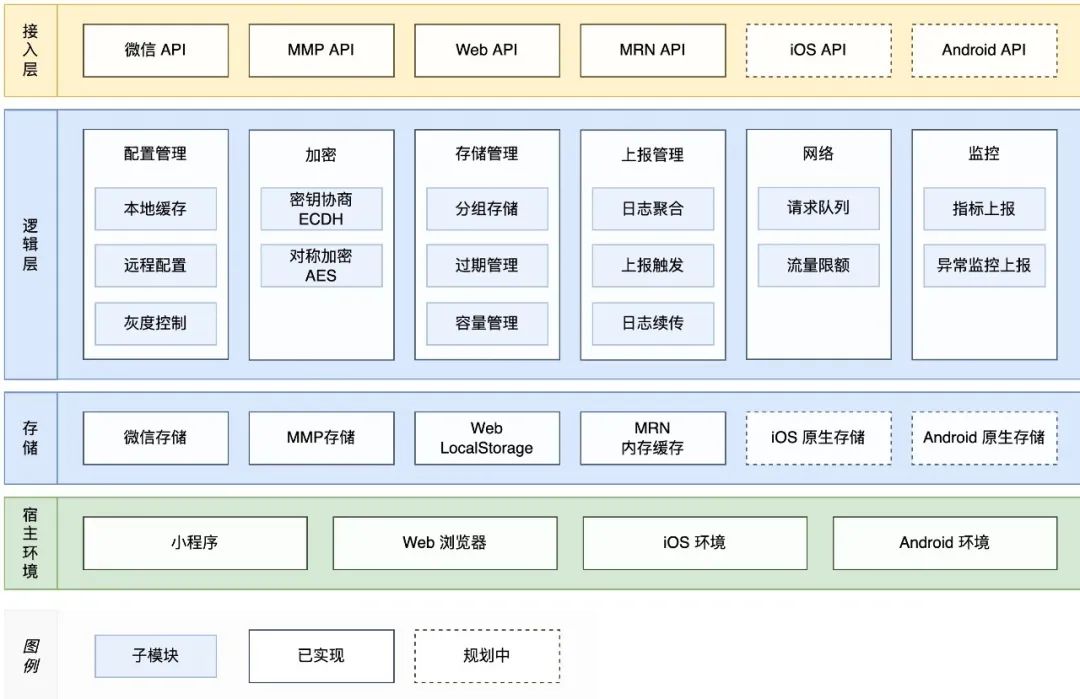 接入层
微信 API
MMP API
Web API
MRN API
iOS API
Android API
逻辑层
配置管理
本地缓存
远程配置
灰度控制
加密
密钥协商
ECDH
对称加密
AES
存储管理
分组存储
过期管理
容量管理
上报管理
日志聚合
上报触发
日志续传
网络
请求队列
流量限额
监控
指标上报
异常监控上报
存储
微信存储
MMP存储
Web
LocalStorage
MRN
内存缓存
iOS 原生存储
Android 原生存储
宿主环境
小程序
Web 浏览器
iOS 环境
Android 环境
图例
子模块
已实现
规划中